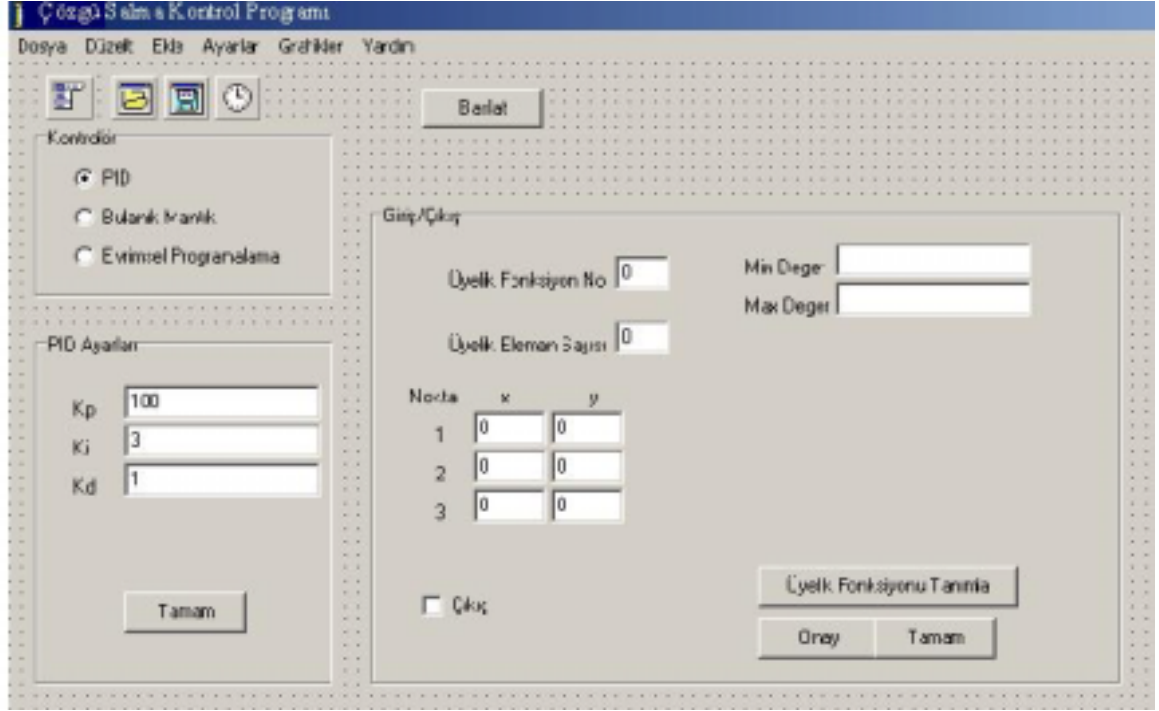 Çözgü Salma Kontrol Programı
Dosya Düzelt Ekle Ayarlar Grafikler Yardım
Başlat
Kontrolör
PID
Bulanık Mantık
Evrimsel Programalama
Giriş/Çıkış
Üyelik Fonksiyon No 0
Min Deger
Max Deger
Üyelik Eleman Sayısı 0
PID Ayarları
Kp 100
Ki 3
Kd 1
Tamam
Nokta x y
1 0 0
2 0 0
3 0 0
Çıkış
Üyelik Fonksiyonu Tanımla
Onay Tamam